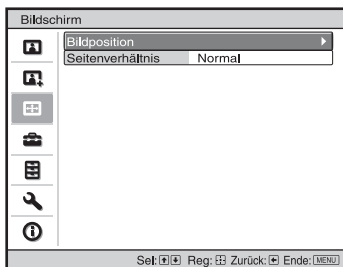 Bildschirm
Bildposition
Seitenverhältnis Normal
Sel: Reg: Zurück: Ende: MENU